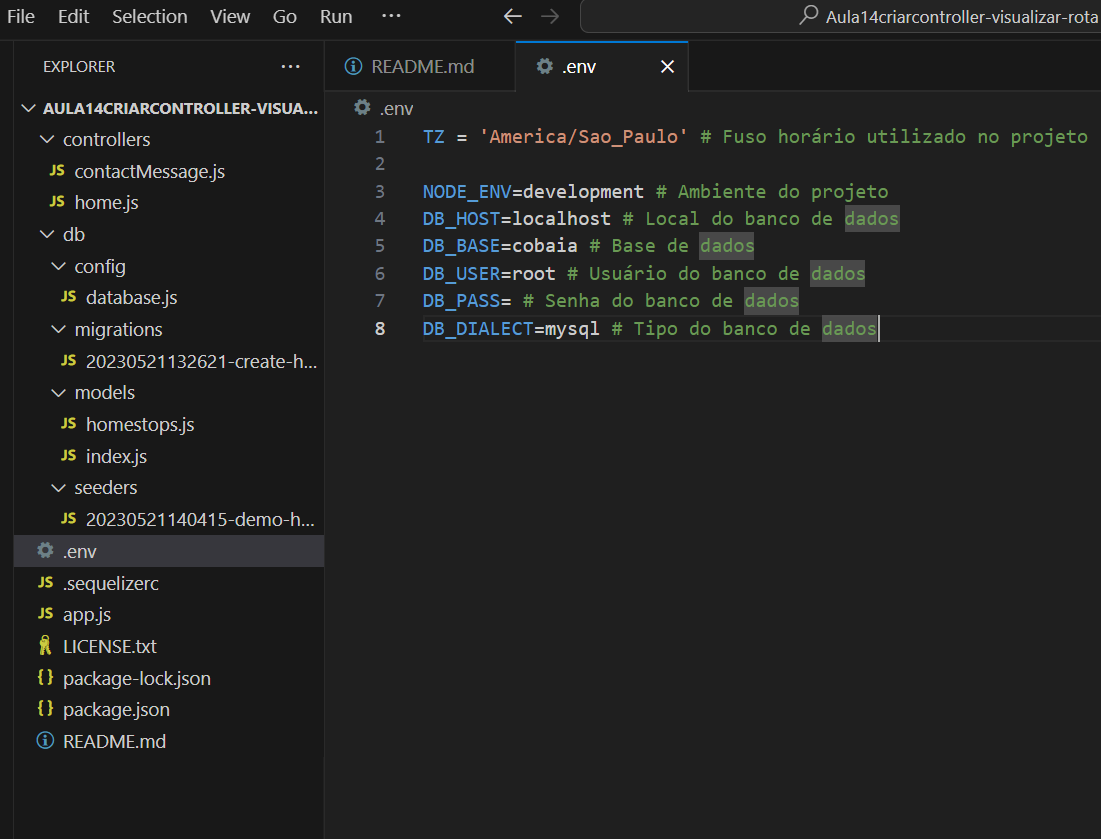 File Edit Selection View Go Run ··· Aula14criarcontroller-visualizar-rota
EXPLORER ···
README.md .env
AULA14CRIARCONTROLLER-VISUA...
controllers
JS contactMessage.js
JS home.js
db
config
JS database.js
migrations
JS 20230521132621-create-h...
models
JS homestops.js
JS index.js
seeders
JS 20230521140415-demo-h...
.env
JS .sequelizerc
JS app.js
LICENSE.txt
{} package-lock.json
{} package.json
README.md
.env
1 TZ = 'America/Sao_Paulo' # Fuso horário utilizado no projeto
2
3 NODE_ENV=development # Ambiente do projeto
4 DB_HOST=localhost # Local do banco de dados
5 DB_BASE=cobaia # Base de dados
6 DB_USER=root # Usuário do banco de dados
7 DB_PASS= # Senha do banco de dados
8 DB_DIALECT=mysql # Tipo do banco de dados